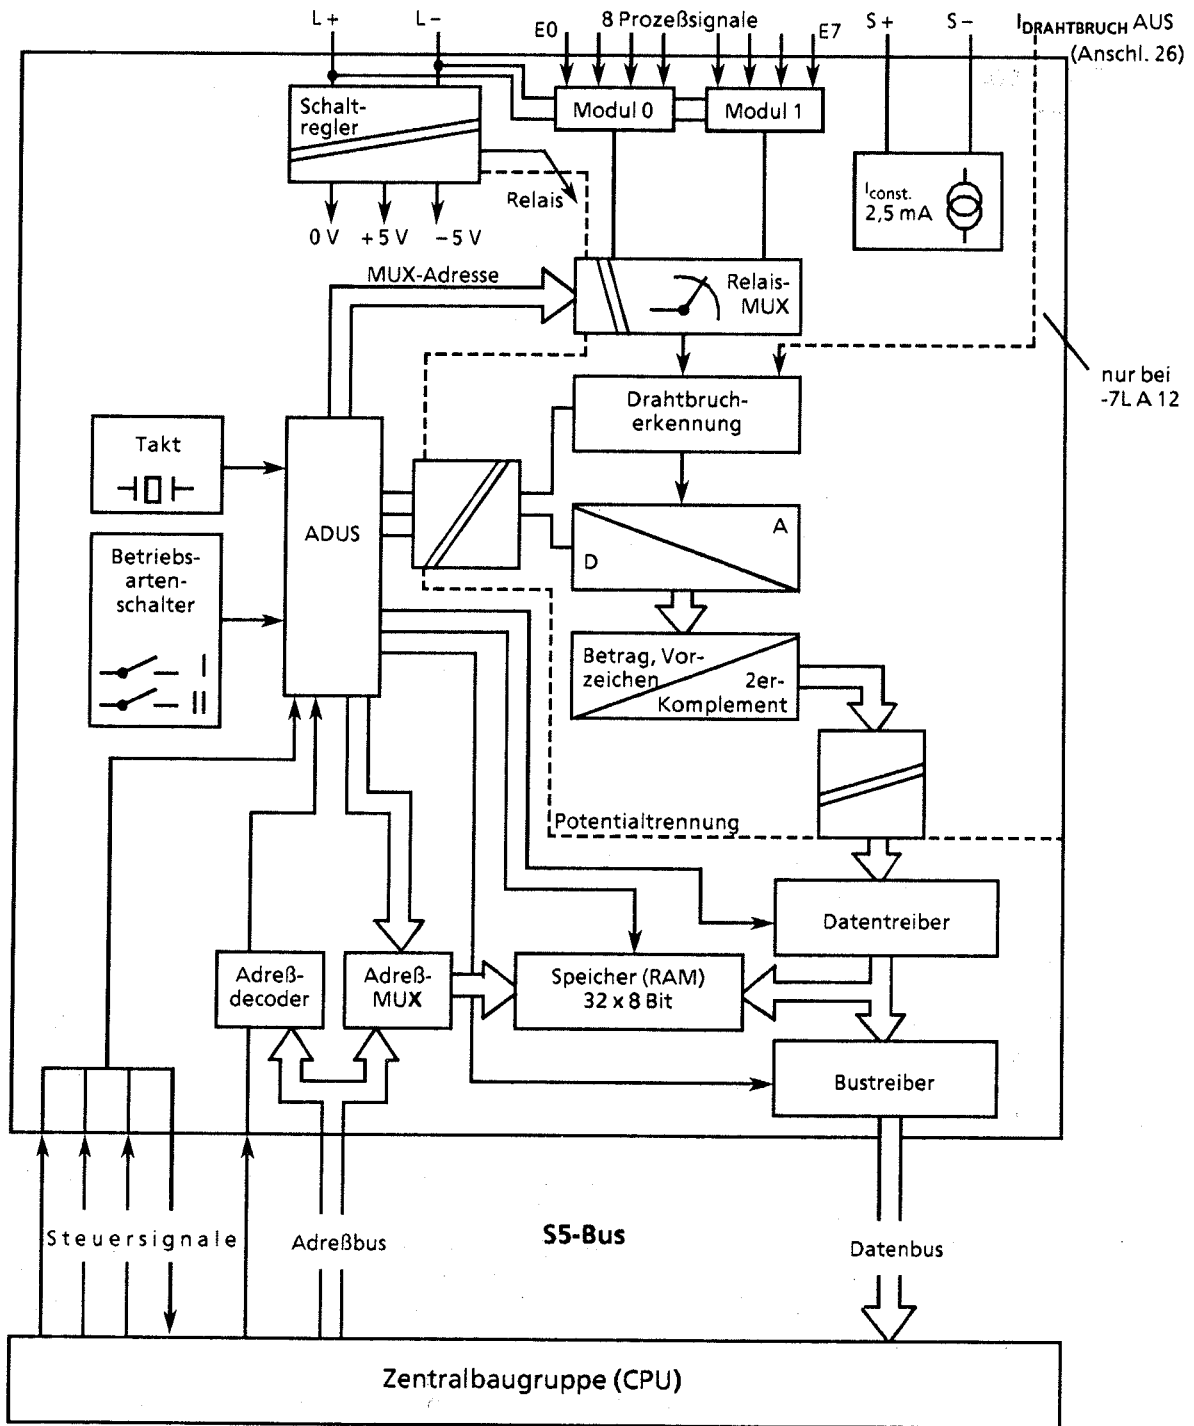 L+
L–
8 Prozeßsignale
E0
E7
S+
S–
IDRAHTBRUCH AUS
(Anschl. 26)
Schalt-
regler
Modul 0
Modul 1
Iconst.
2,5 mA
Relais
0 V
+5 V
–5 V
MUX-Adresse
Relais-
MUX
nur bei
-7L A 12
Drahtbruch-
erkennung
Takt
ADUS
A
D
Betriebs-
arten-
schalter
I
II
Betrag, Vor-
zeichen
2er-
Komplement
Potentialtrennung
Datentreiber
Adreß-
decoder
Adreß-
MUX
Speicher (RAM)
32 x 8 Bit
Bustreiber
Steuersignale
Adreßbus
S5-Bus
Datenbus
Zentralbaugruppe (CPU)